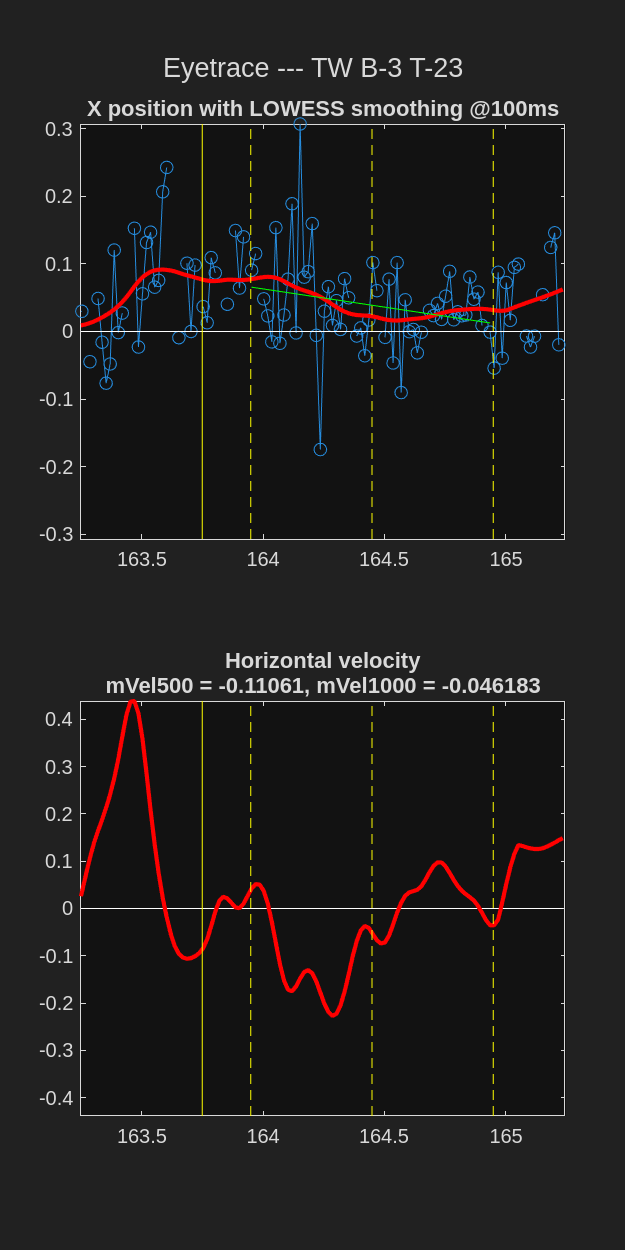 Eyetrace --- TW B-3 T-23
X position with LOWESS smoothing @100ms
0.3
0.2
0.1
0
-0.1
-0.2
-0.3
163.5 164 164.5 165
Horizontal velocity
mVel500 = -0.11061, mVel1000 = -0.046183
0.4
0.3
0.2
0.1
0
-0.1
-0.2
-0.3
-0.4
163.5 164 164.5 165